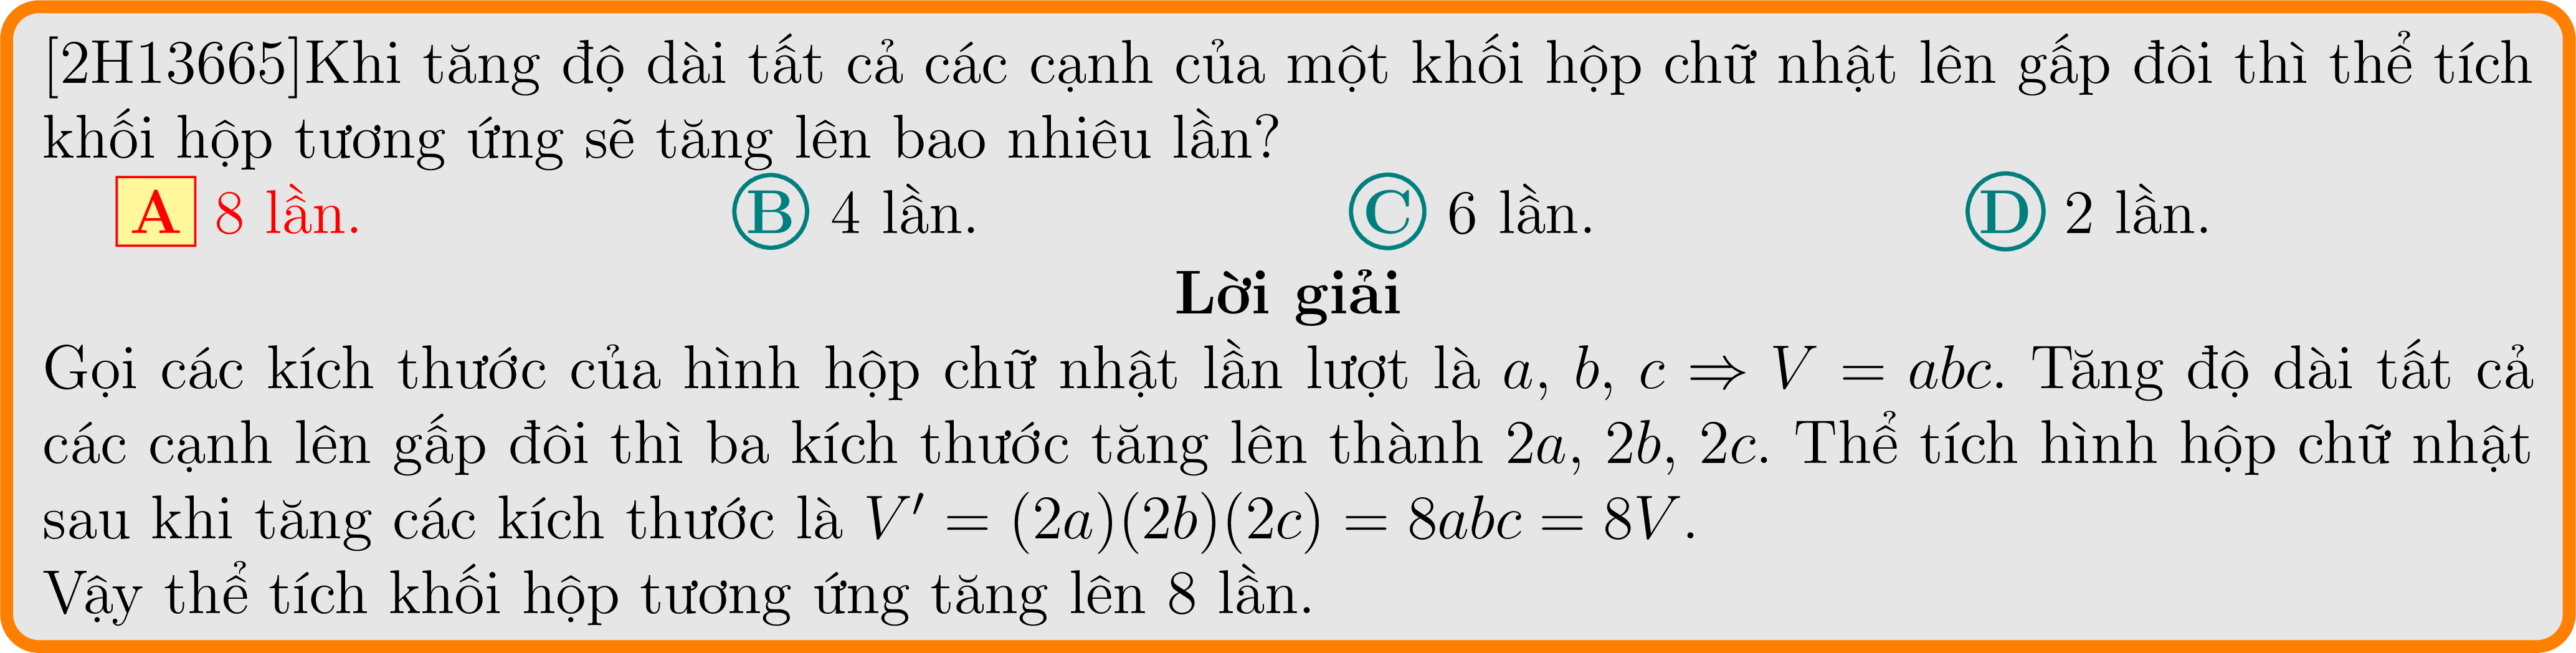 [2H13665]Khi tăng độ dài tất cả các cạnh của một khối hộp chữ nhật lên gấp đôi thì thể tích
khối hộp tương ứng sẽ tăng lên bao nhiêu lần?
A 8 lần. B 4 lần. C 6 lần. D 2 lần.
Lời giải
Gọi các kích thước của hình hộp chữ nhật lần lượt là a, b, c ⇒ V = abc. Tăng độ dài tất cả
các cạnh lên gấp đôi thì ba kích thước tăng lên thành 2a, 2b, 2c. Thể tích hình hộp chữ nhật
sau khi tăng các kích thước là V′ = (2a)(2b)(2c) = 8abc = 8V.
Vậy thể tích khối hộp tương ứng tăng lên 8 lần.